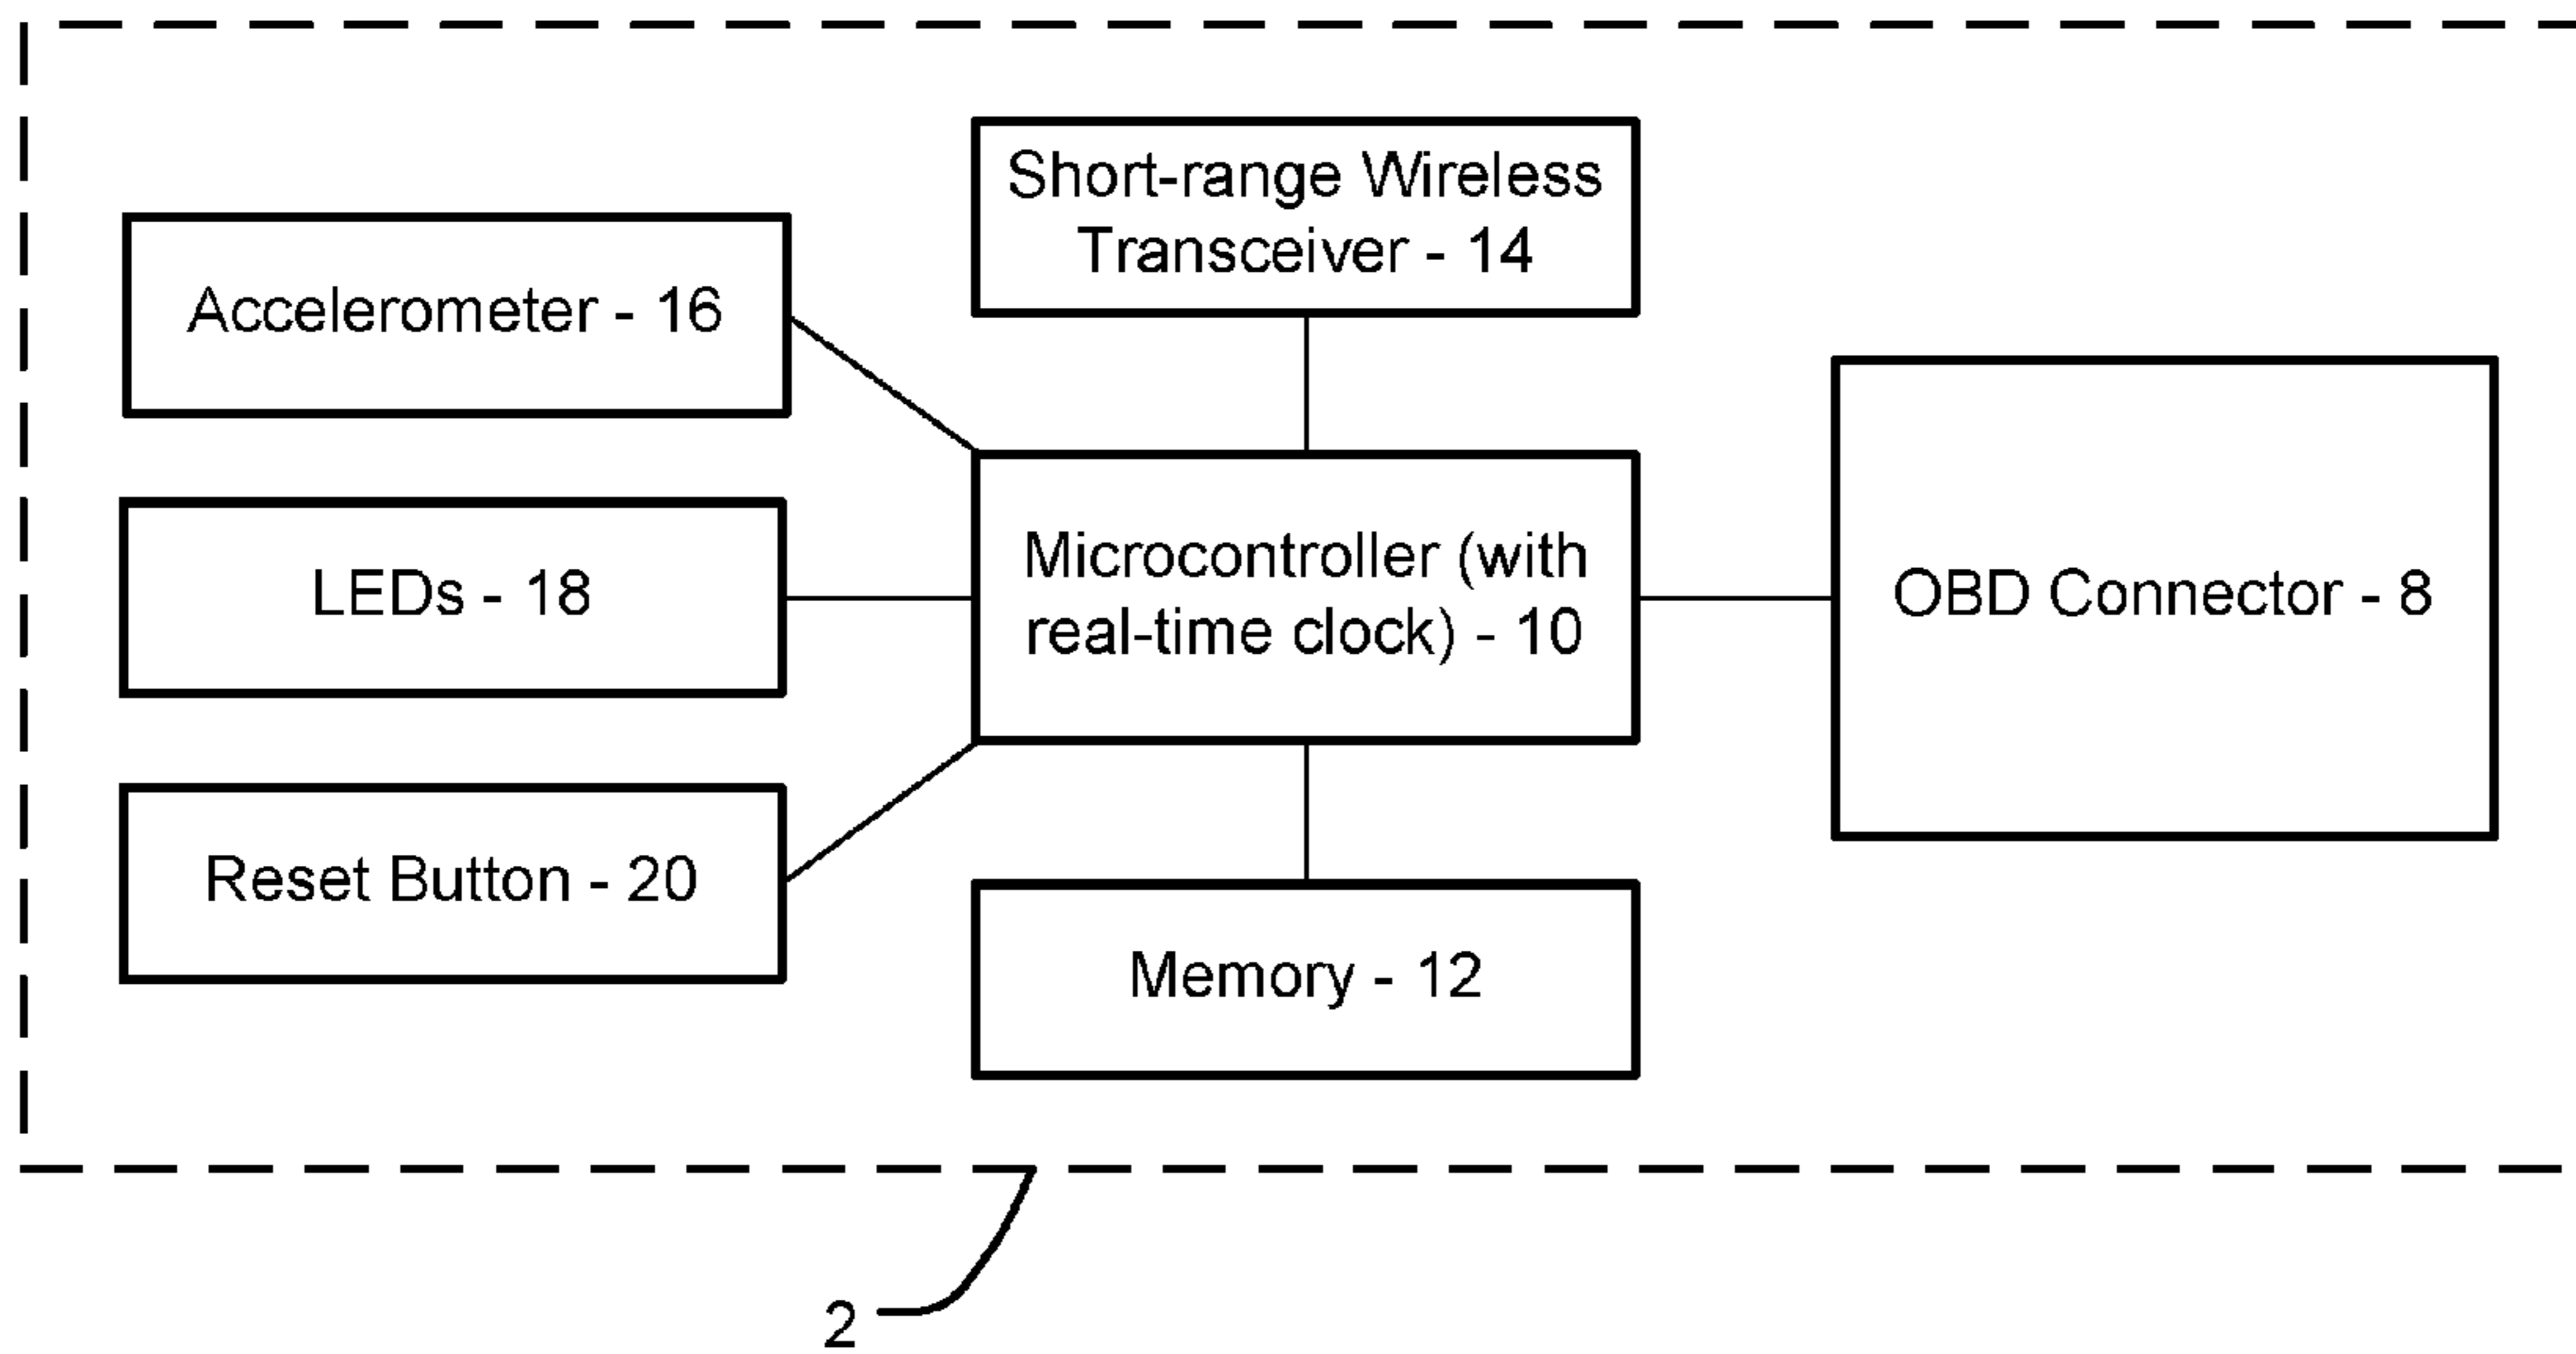 Short-range Wireless
Transceiver - 14
Accelerometer - 16
Microcontroller (with
real-time clock) - 10
LEDs - 18
OBD Connector - 8
Reset Button - 20
Memory - 12
2